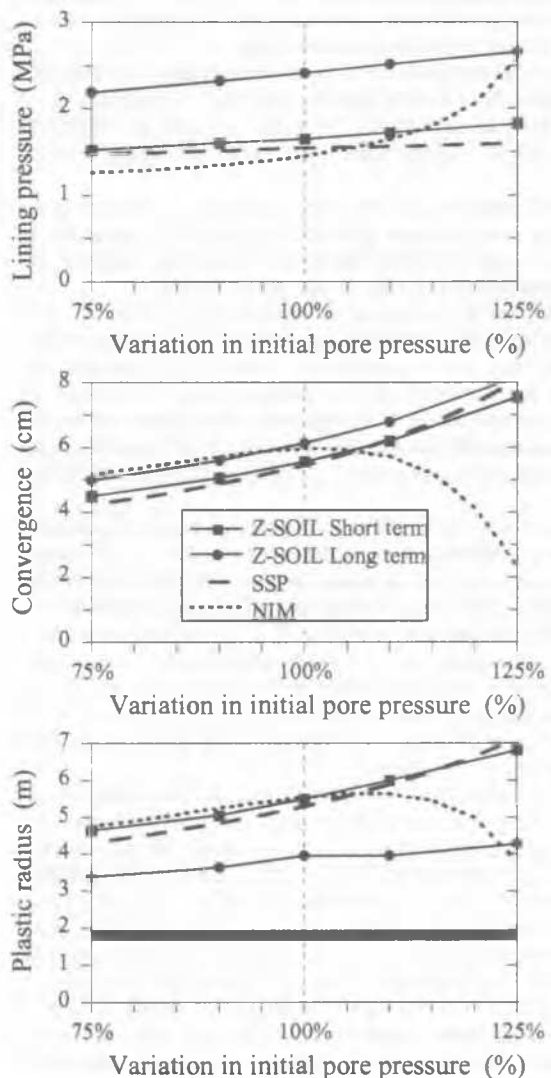 3
2
1
0
Lining pressure (MPa)
75% 100% 125%
Variation in initial pore pressure (%)
8
6
4
2
0
Convergence (cm)
Z-SOIL Short term
Z-SOIL Long term
SSP
NIM
75% 100% 125%
Variation in initial pore pressure (%)
7
6
5
4
3
2
1
0
Plastic radius (m)
75% 100% 125%
Variation in initial pore pressure (%)